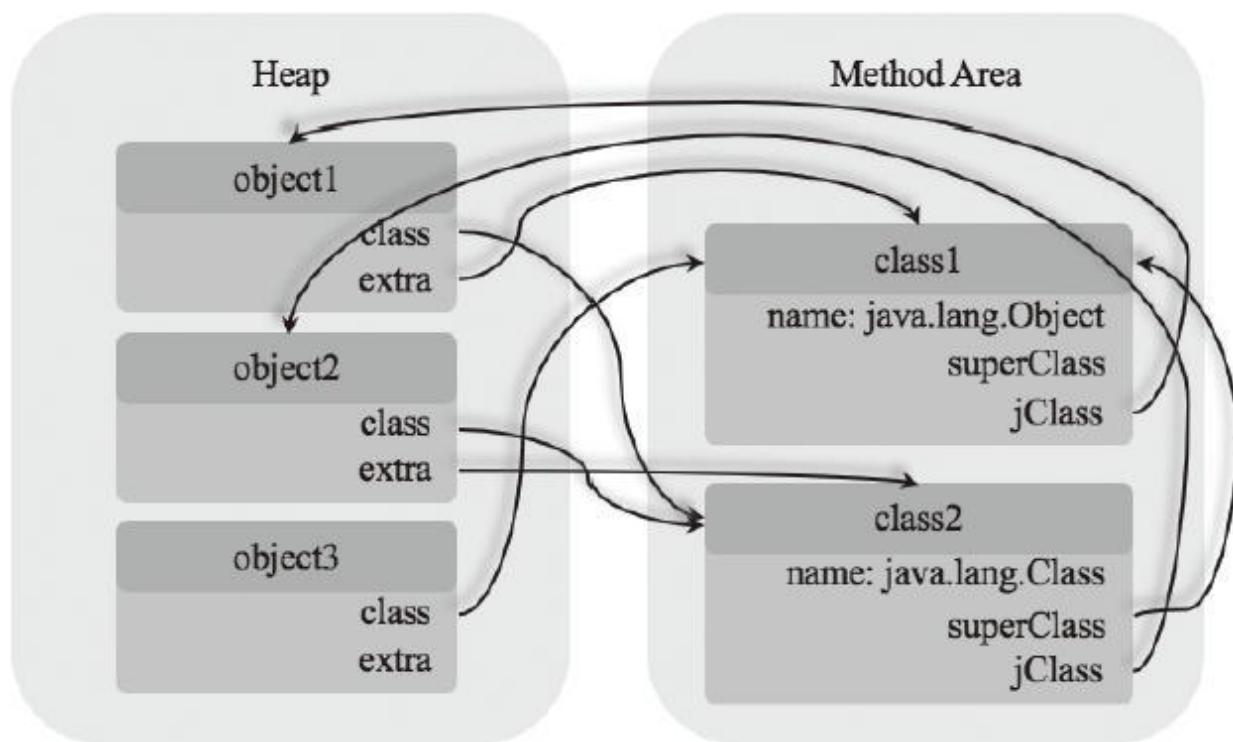 Heap
object1
class
extra
object2
class
extra
object3
class
extra
Method Area
class1
name: java.lang.Object
superClass
jClass
class2
name: java.lang.Class
superClass
jClass